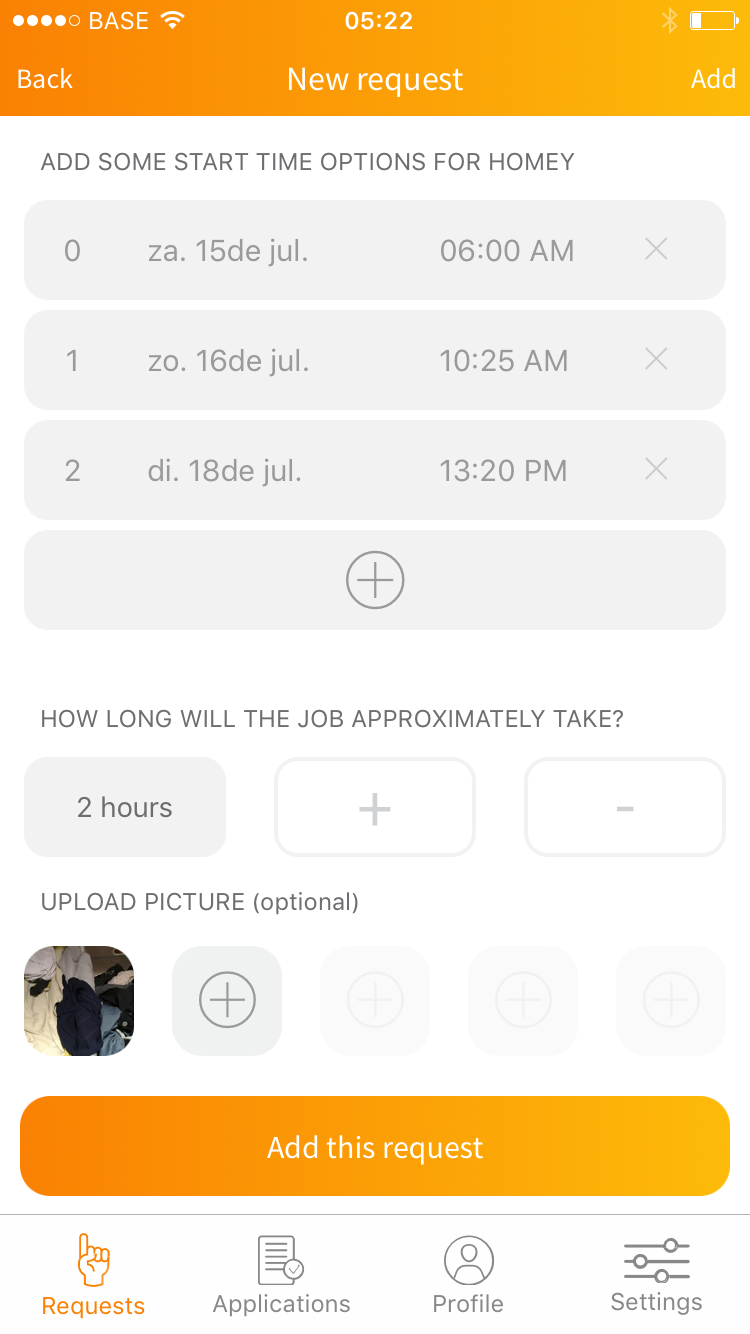 BASE 05:22
Back New request Add
ADD SOME START TIME OPTIONS FOR HOMEY
0 za. 15de jul. 06:00 AM
1 zo. 16de jul. 10:25 AM
2 di. 18de jul. 13:20 PM
HOW LONG WILL THE JOB APPROXIMATELY TAKE?
2 hours + -
UPLOAD PICTURE (optional)
Add this request
Requests Applications Profile Settings